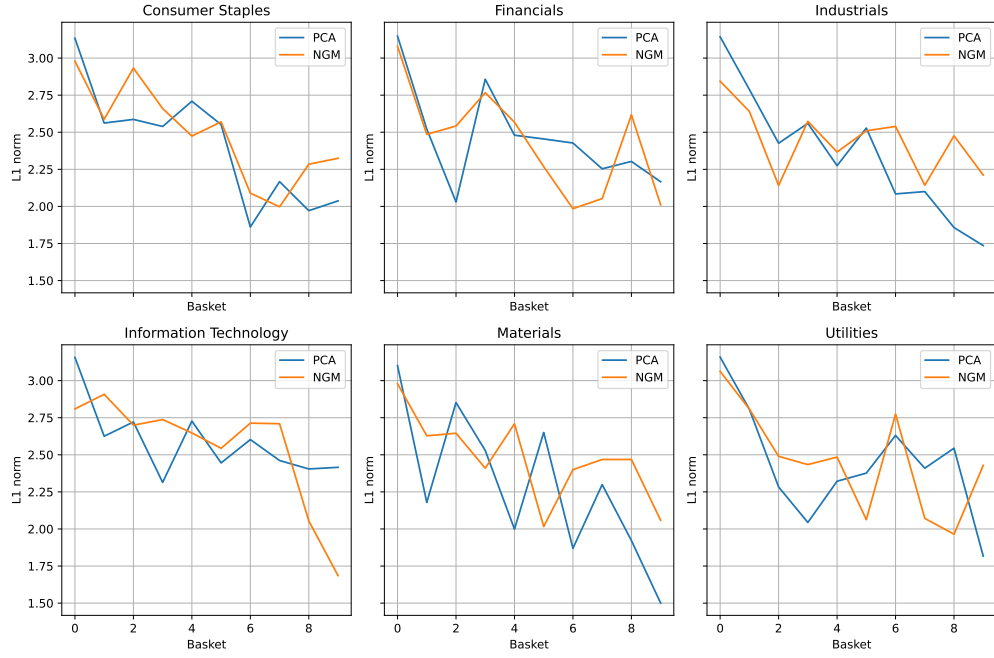 Consumer Staples
3.00
2.75
2.50
2.25
2.00
1.75
1.50
L1 norm
Basket
PCA
NGM
Financials
L1 norm
Basket
PCA
NGM
Industrials
L1 norm
Basket
PCA
NGM
Information Technology
3.00
2.75
2.50
2.25
2.00
1.75
1.50
L1 norm
0 2 4 6 8
Basket
PCA
NGM
Materials
L1 norm
0 2 4 6 8
Basket
PCA
NGM
Utilities
L1 norm
0 2 4 6 8
Basket
PCA
NGM